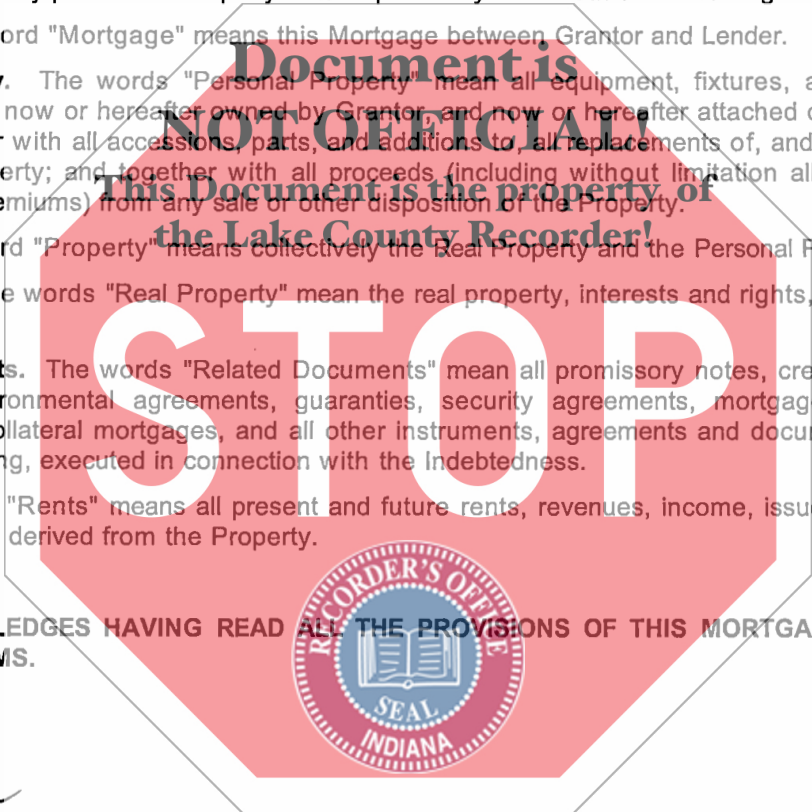 ord "Mortgage" means this Mortgage between Grantor and Lender.
Document is
. The words "Personal Property" mean all equipment, fixtures, a
now or hereafter owned by Grantor, and now or hereafter attached
NOT OFFICIAL!
with all accessions, parts, and additions to, all replacements of, and
erty; and together with all proceeds (including without limitation al
This Document is the property of
emiums) from any sale or other disposition of the Property.
the Lake County Recorder!
rd "Property" means collectively the Real Property and the Personal P
e words "Real Property" mean the real property, interests and rights,
STOP
ts. The words "Related Documents" mean all promissory notes, cre
ronmental agreements, guaranties, security agreements, mortgag
ollateral mortgages, and all other instruments, agreements and docu
ng, executed in connection with the Indebtedness.
"Rents" means all present and future rents, revenues, income, issu
derived from the Property.
RECORDER'S OFFICE
LEDGES HAVING READ ALL THE PROVISIONS OF THIS MORTGA
MS.
SEAL
INDIANA